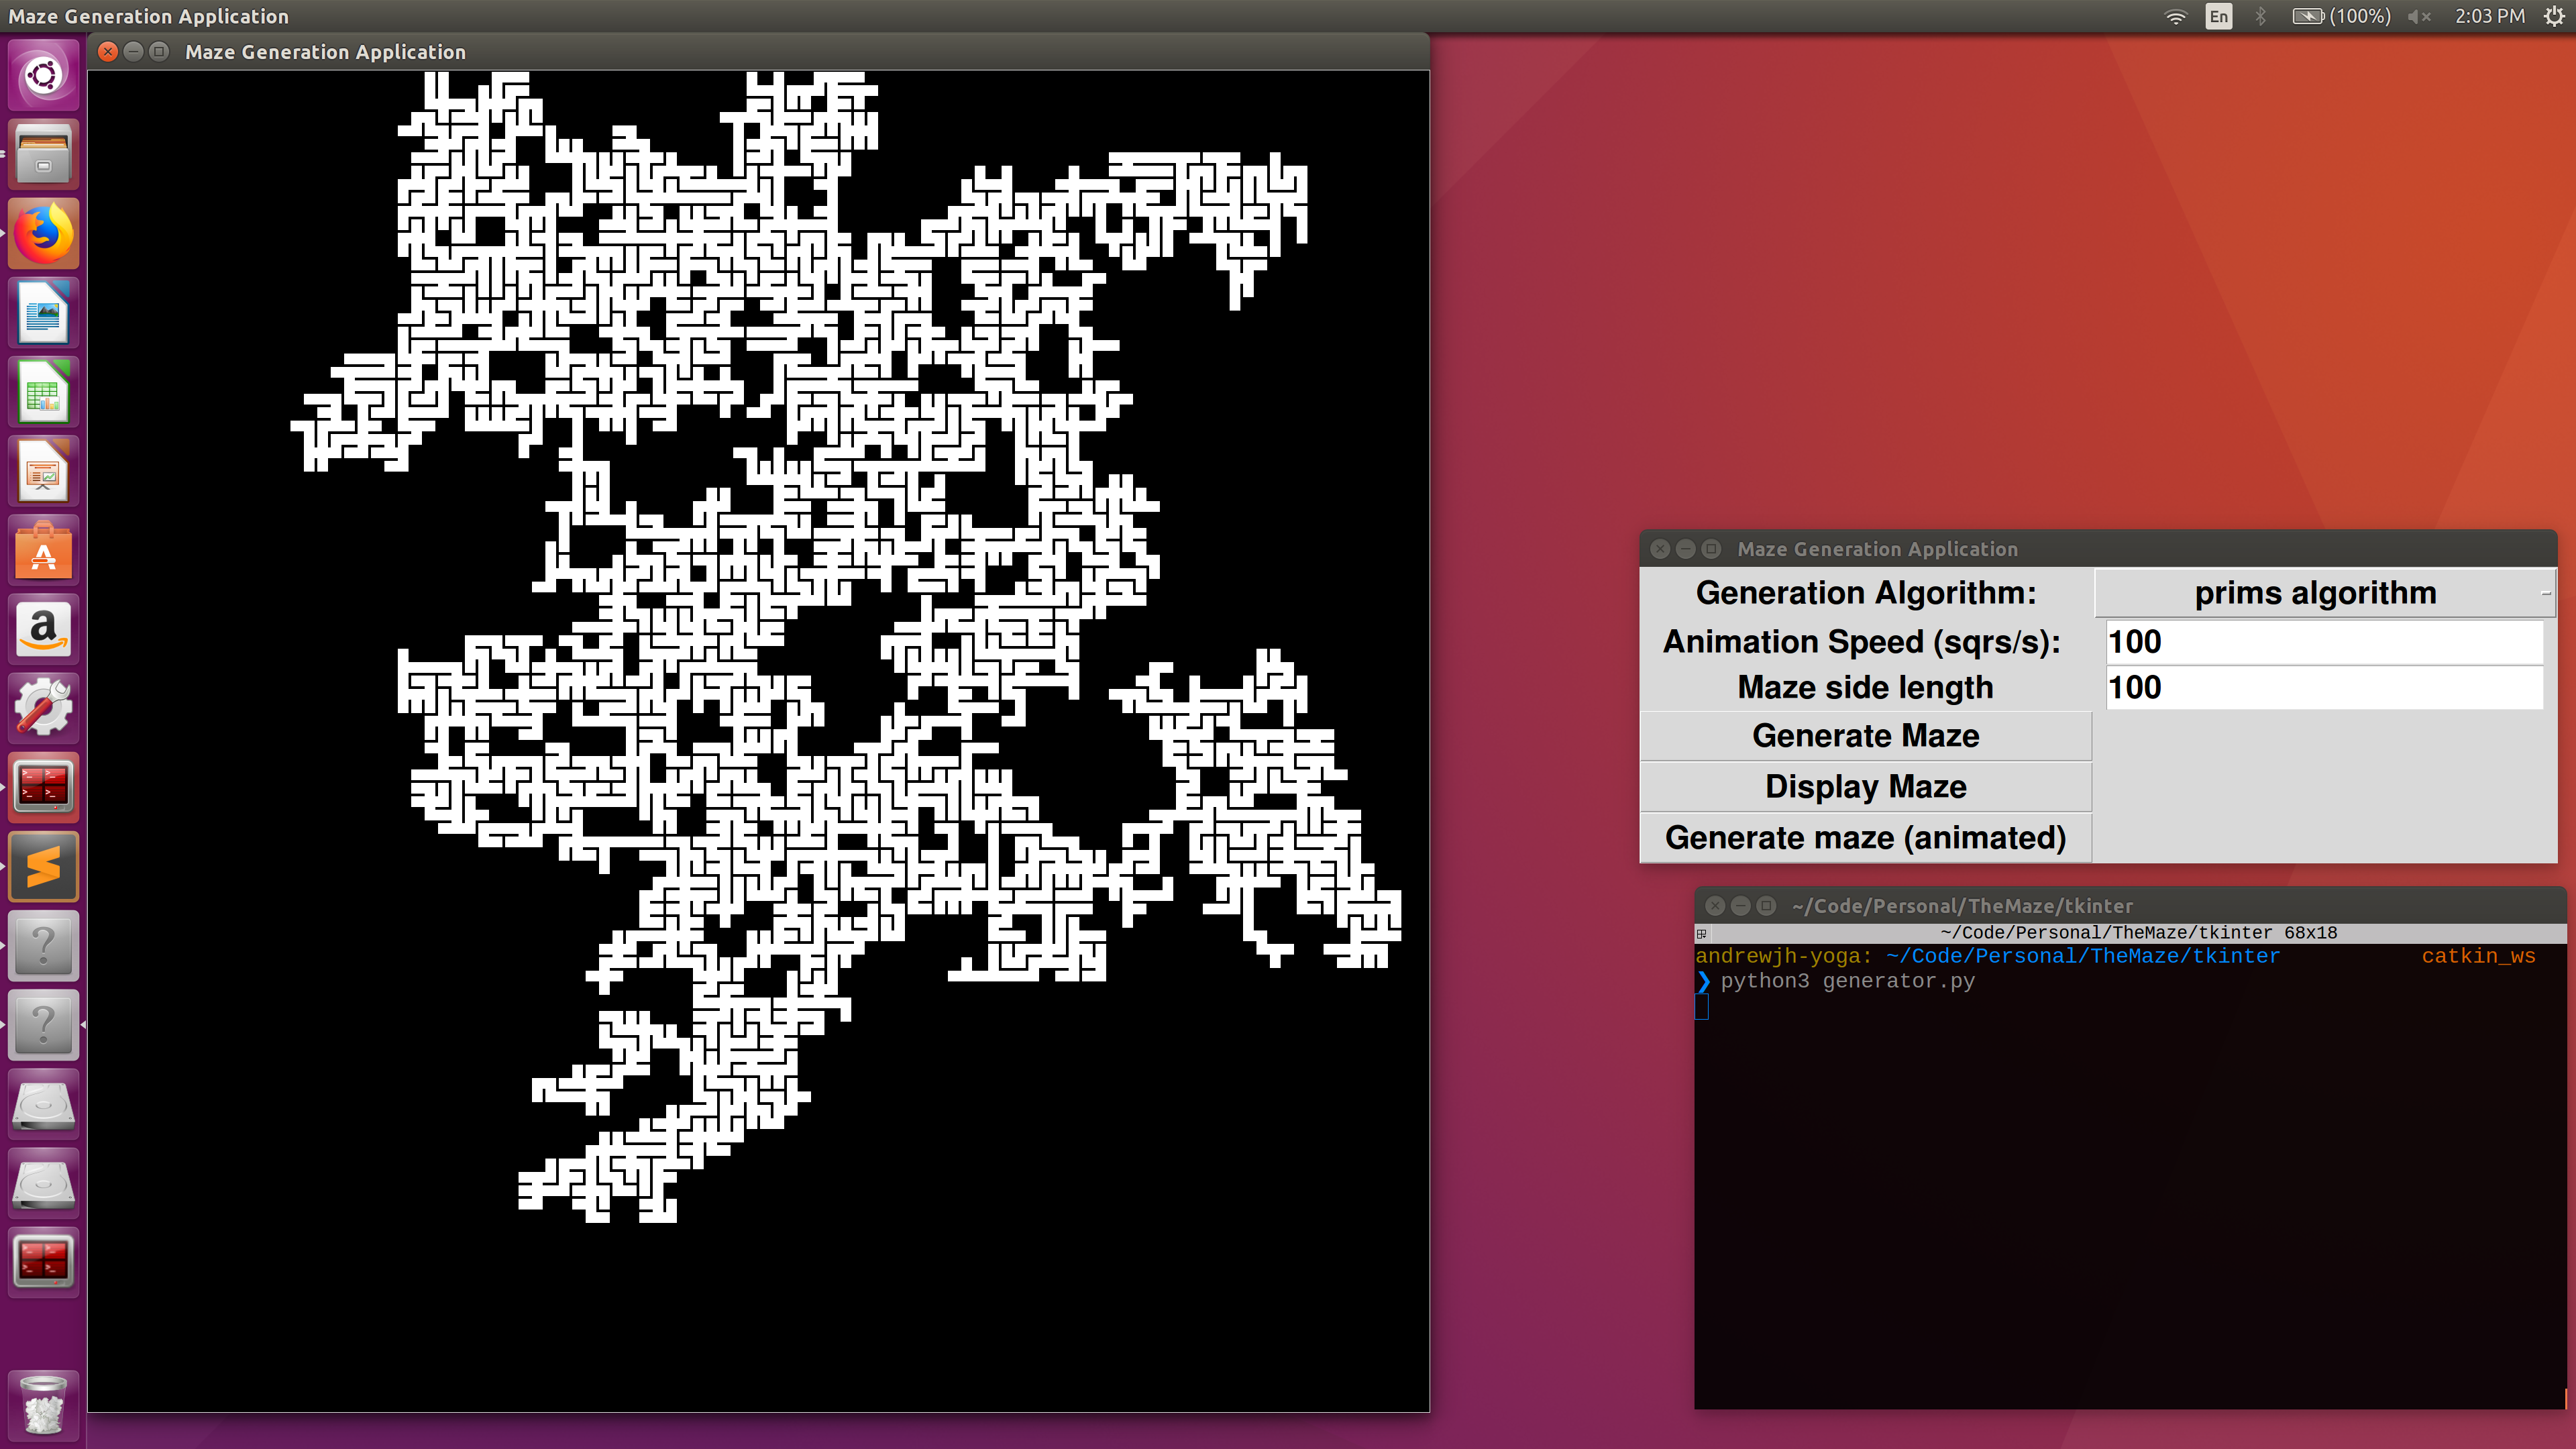 Maze Generation Application
En
(100%)
2:03 PM
Maze Generation Application
Maze Generation Application
Generation Algorithm:
prims algorithm
Animation Speed (sqrs/s):
100
Maze side length
100
Generate Maze
Display Maze
Generate maze (animated)
~/Code/Personal/TheMaze/tkinter
~/Code/Personal/TheMaze/tkinter 68x18
andrewjh-yoga: ~/Code/Personal/TheMaze/tkinter catkin_ws
❯ python3 generator.py